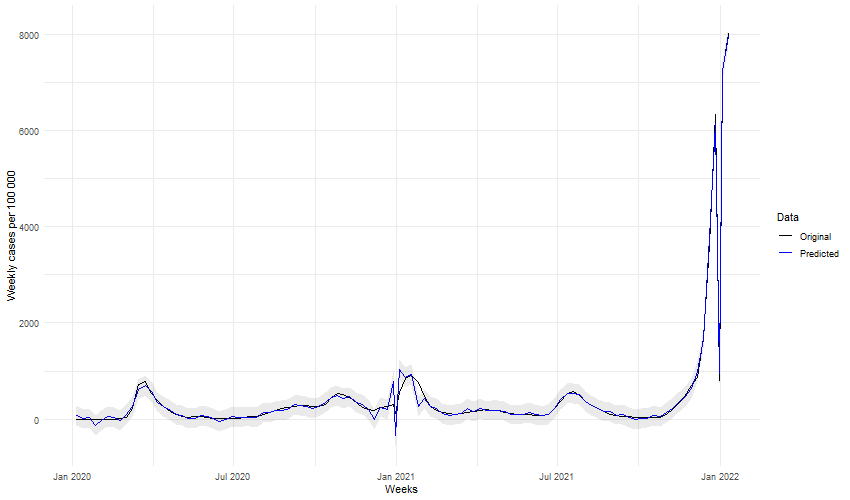 8000
6000
4000
2000
0
Weekly cases per 100 000
Jan 2020
Jul 2020
Jan 2021
Jul 2021
Jan 2022
Weeks
Data
Original
Predicted